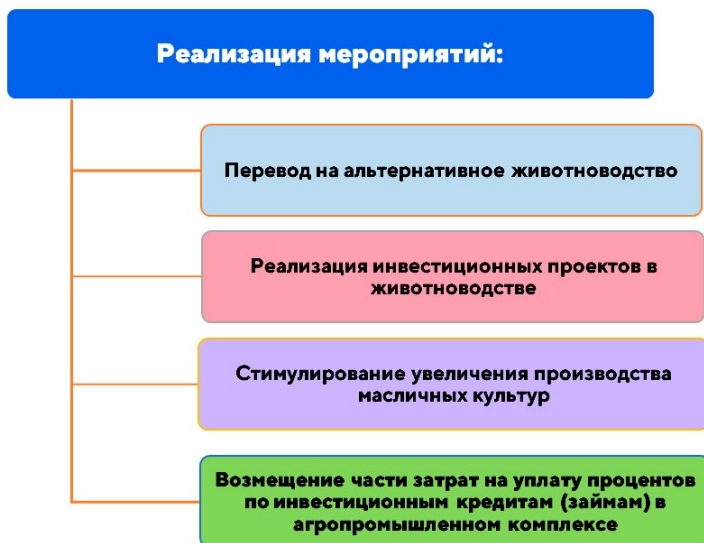 Реализация мероприятий:
Перевод на альтернативное животноводство
Реализация инвестиционных проектов в
животноводстве
Стимулирование увеличения производства
масличных культур
Возмещение части затрат на уплату процентов
по инвестиционным кредитам (займам) в
агропромышленном комплексе